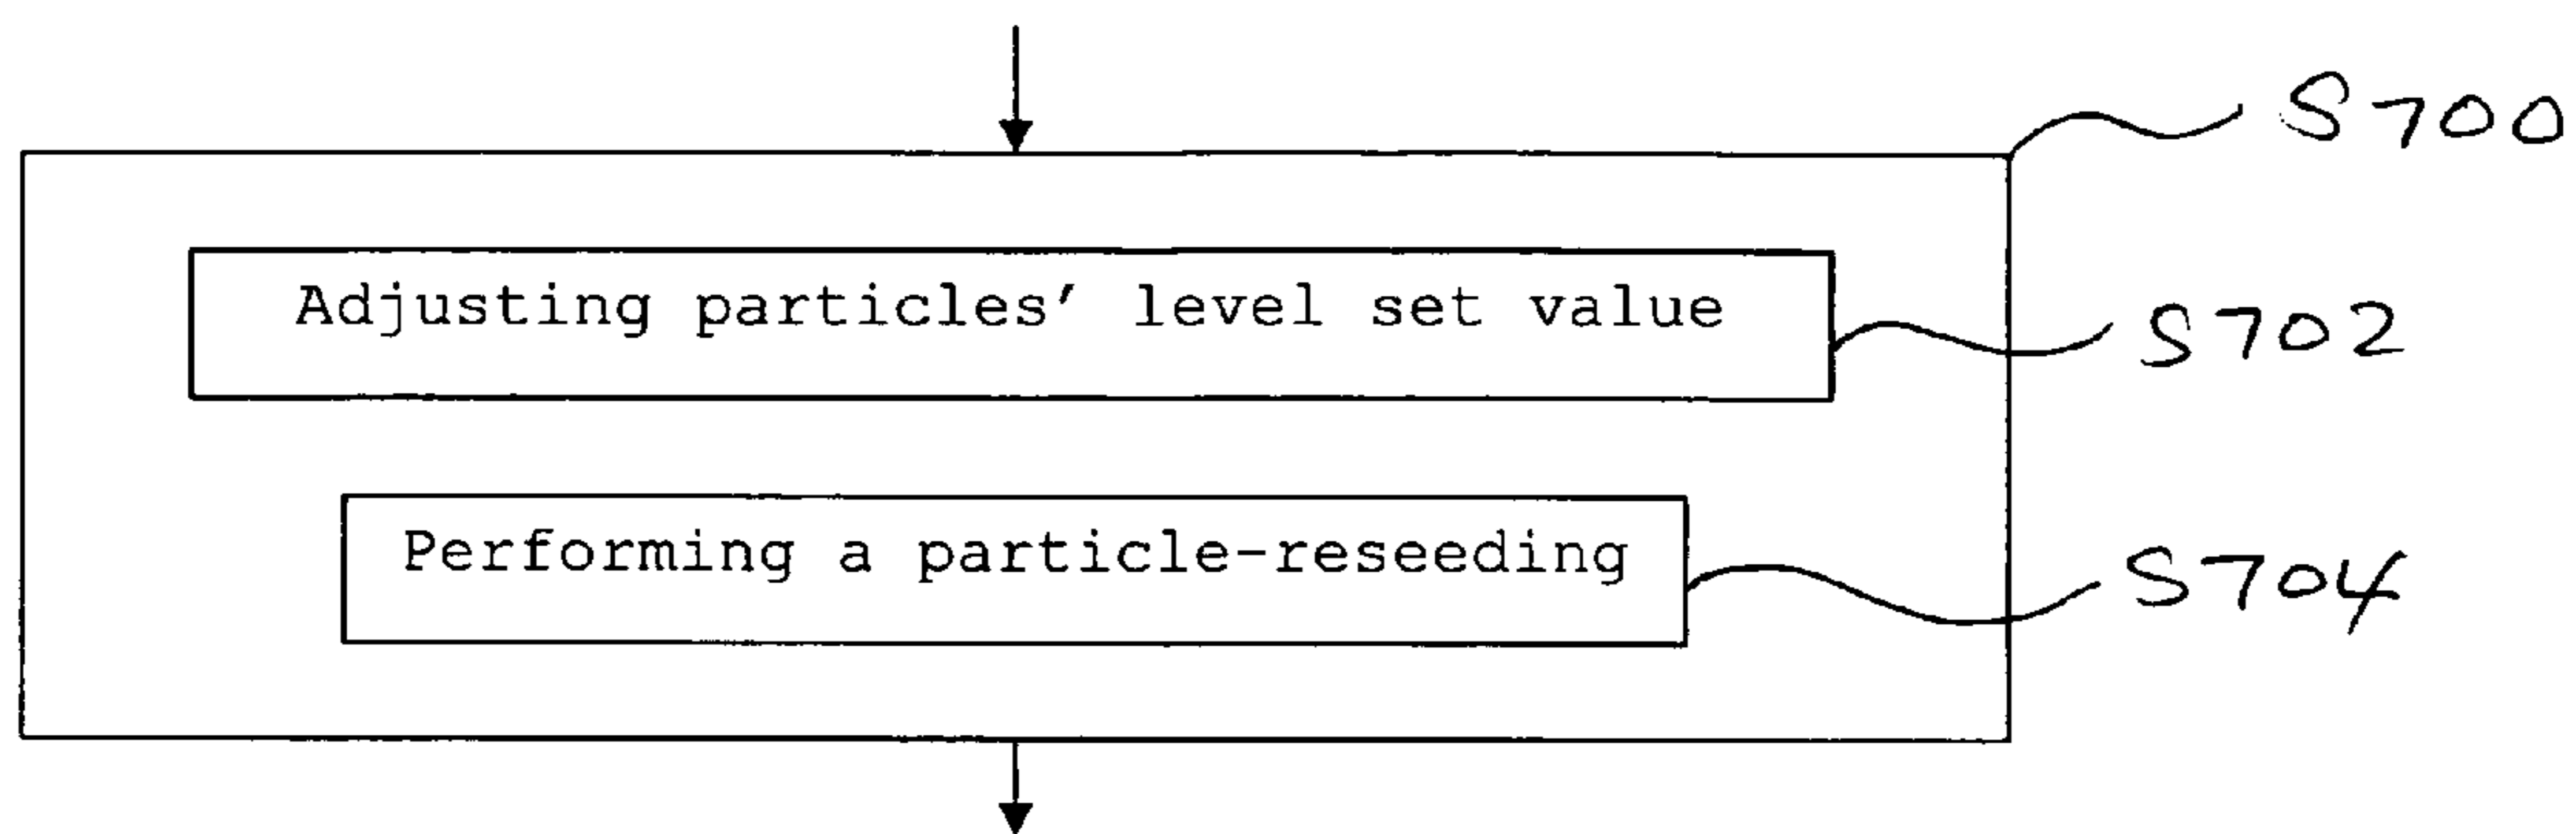 S700
Adjusting particles’ level set value
S702
Performing a particle-reseeding
S704